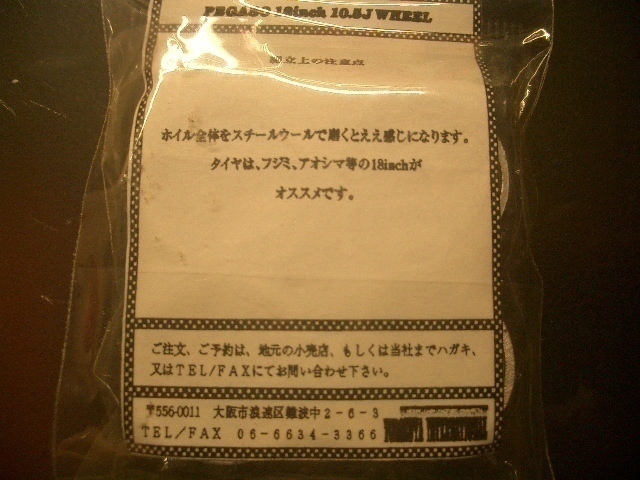 PEGASO 18inch 10.5J WHEEL
組立上の注意点
ホイル全体をスチールウールで磨くとええ感じになります。
タイヤは、フジミ、アオシマ等の18inchが
オススメです。
ご注文、ご予約は、地元の小売店、もしくは当社までハガキ、
又はTEL/FAXにてお問い合わせ下さい。
〒556-0011 大阪市浪速区難波中2-6-3
TEL/FAX 06-6634-3366